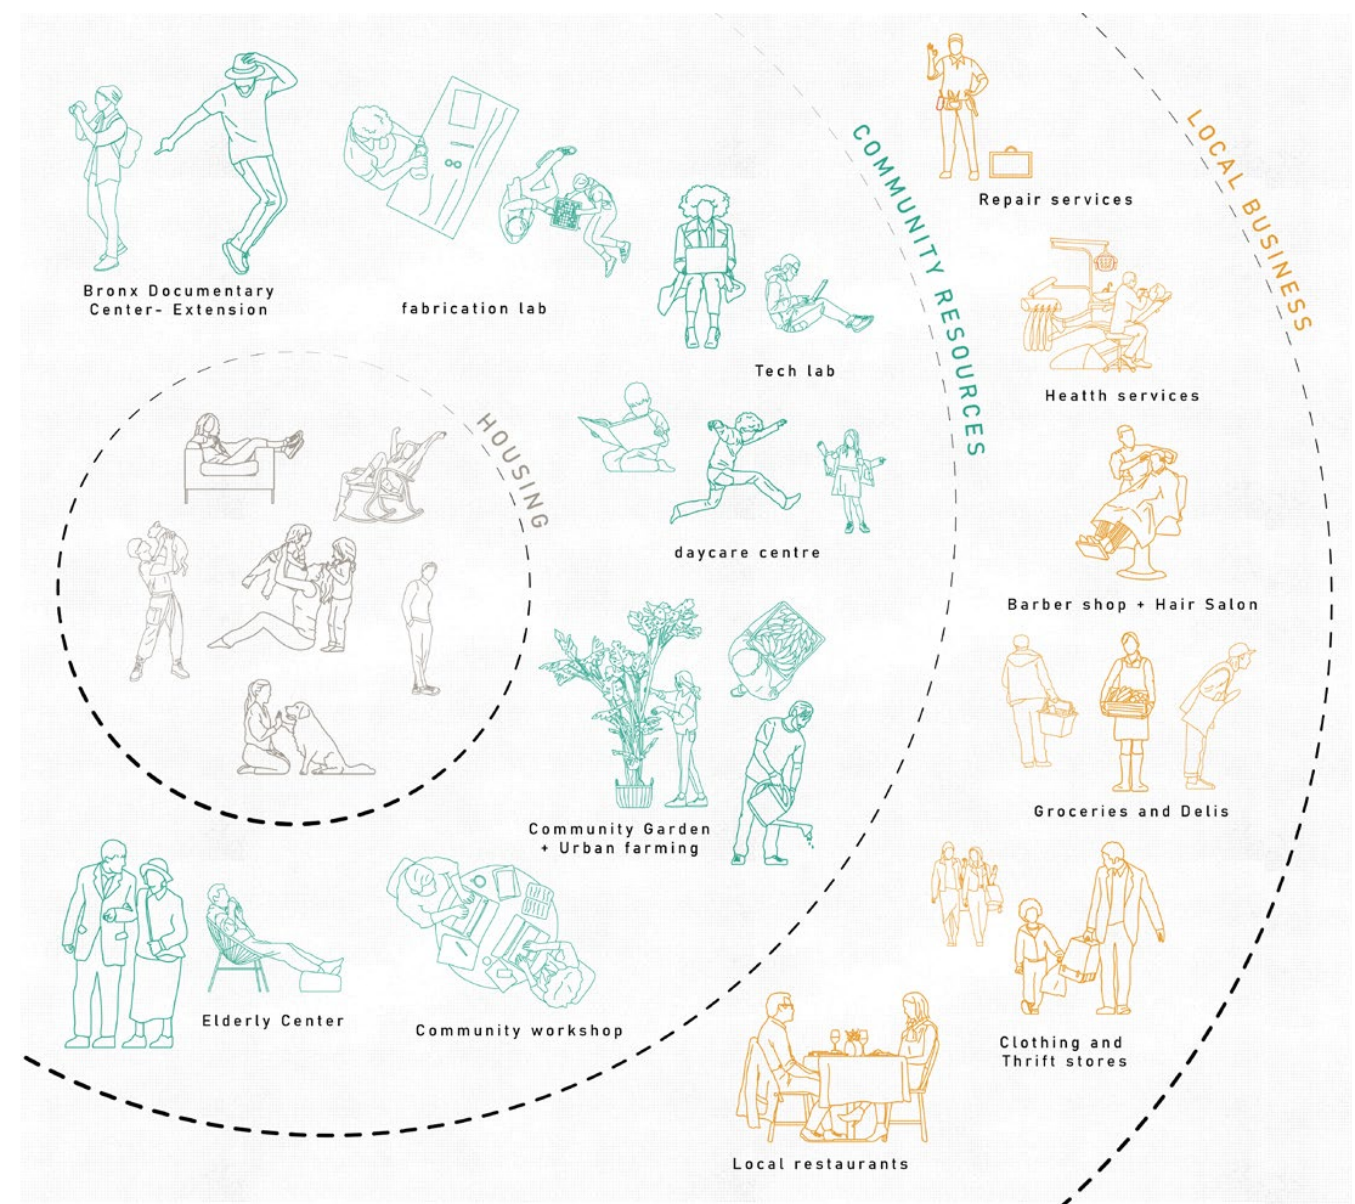 Bronx Documentary
Center- Extension
fabrication lab
Tech lab
daycare centre
Community Garden
+ Urban farming
Elderly Center
Community workshop
HOUSING
COMMUNITY RESOURCES
LOCAL BUSINESS
Repair services
Heatth services
Barber shop + Hair Salon
Groceries and Delis
Clothing and
Thrift stores
Local restaurants